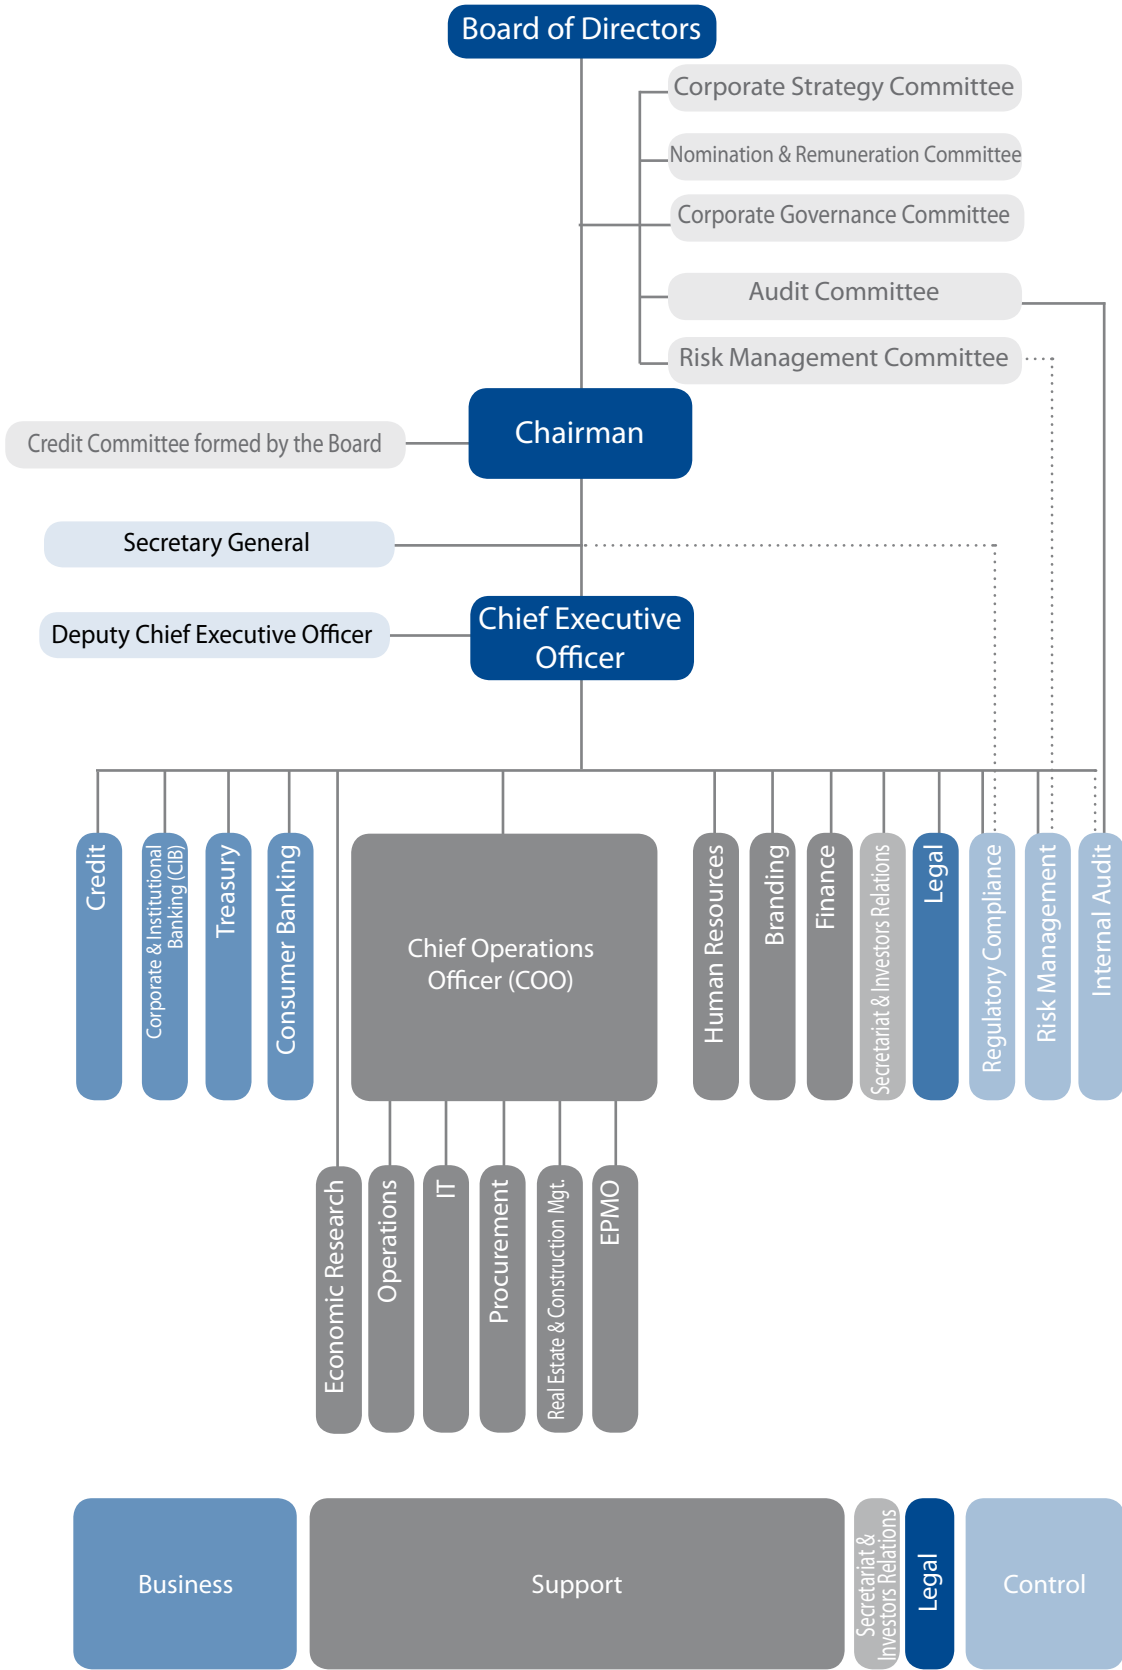 Board of Directors
Corporate Strategy Committee
Nomination & Remuneration Committee
Corporate Governance Committee
Audit Committee
Risk Management Committee
Chairman
Credit Committee formed by the Board
Secretary General
Chief Executive
Officer
Deputy Chief Executive Officer
Credit
Corporate & Institutional
Banking (CIB)
Treasury
Consumer Banking
Chief Operations
Officer (COO)
Human Resources
Branding
Finance
Secretariat & Investors Relations
Legal
Regulatory Compliance
Risk Management
Internal Audit
Economic Research
Operations
IT
Procurement
Real Estate & Construction Mgt.
EPMO
Business
Support
Secretariat &
Investors Relations
Legal
Control